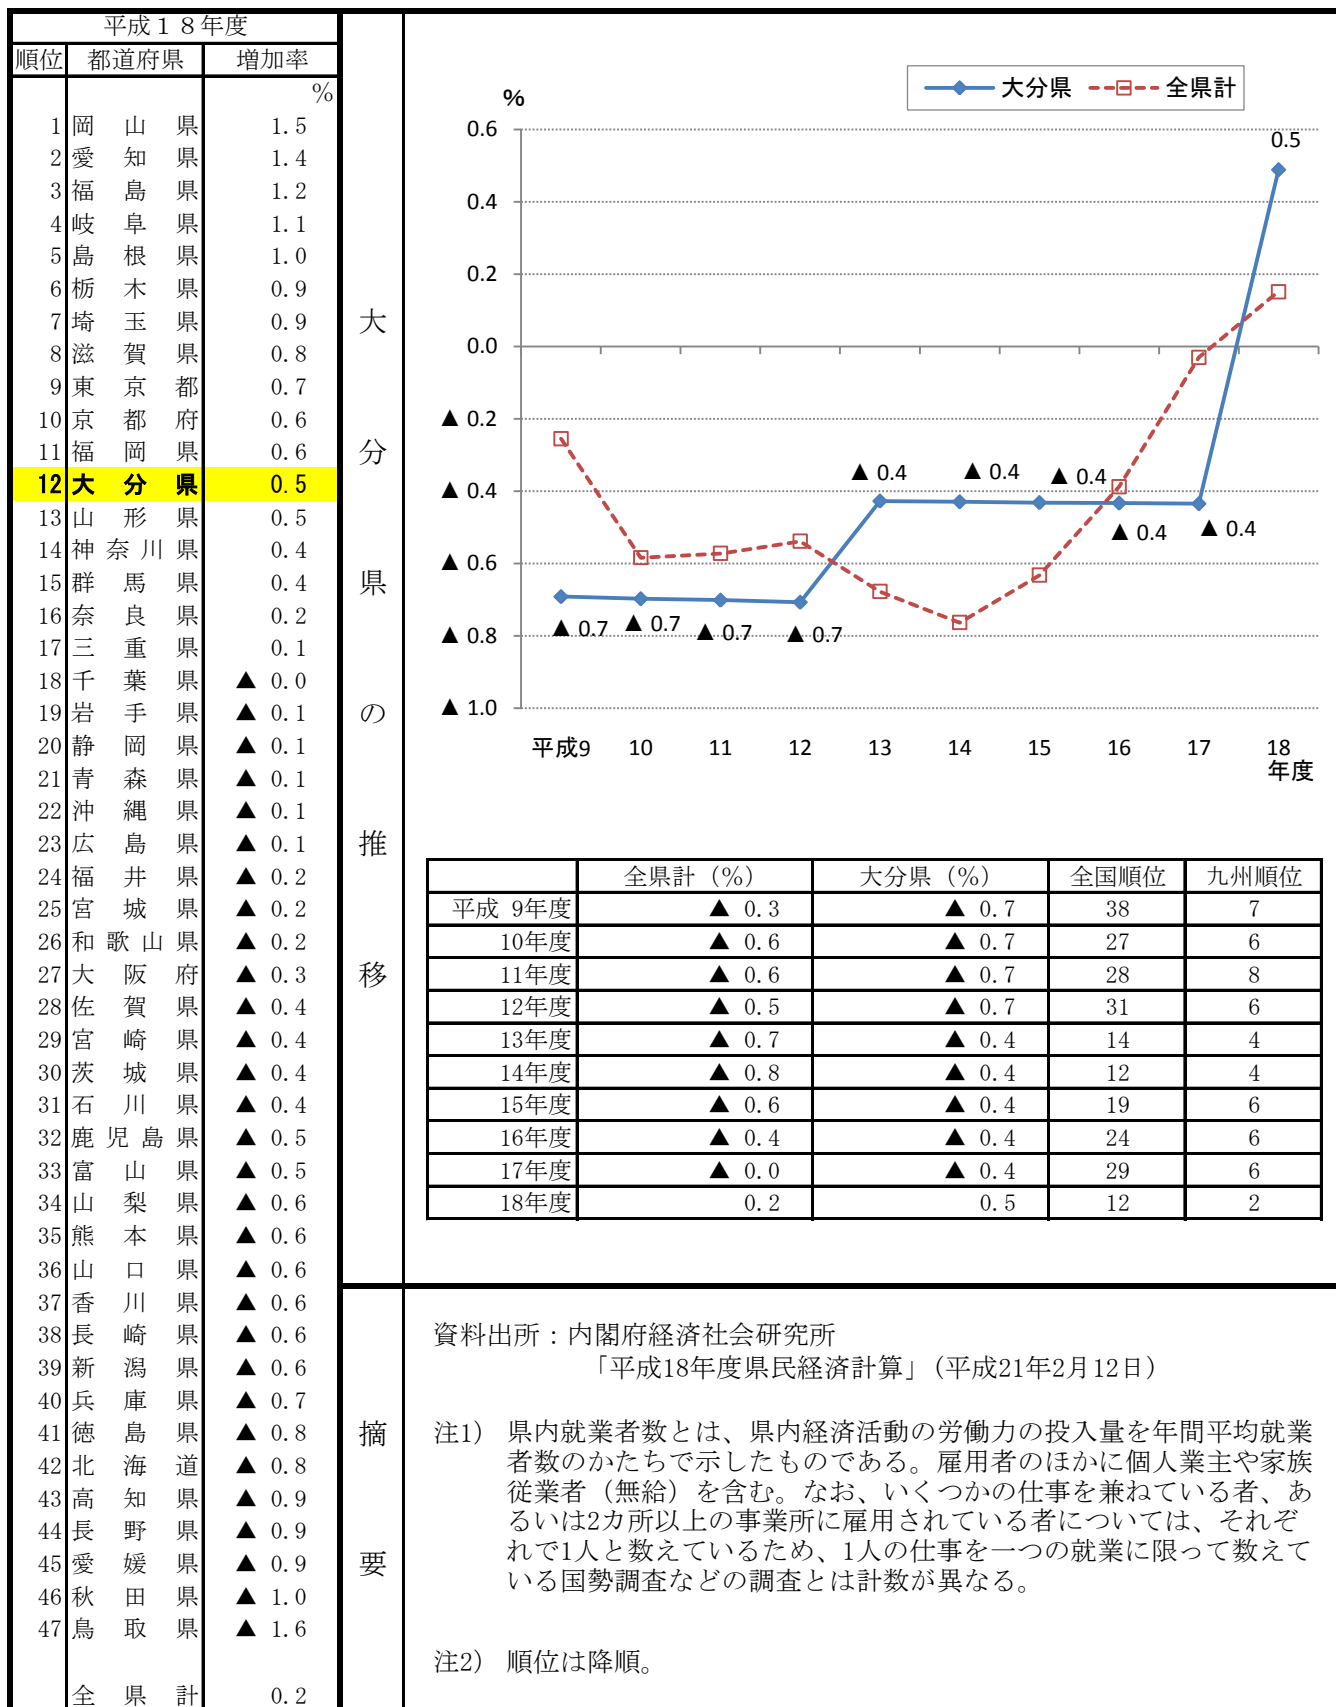 平成１８年度
順位 都道府県 増加率
%
1 岡山県 1.5
2 愛知県 1.4
3 福島県 1.2
4 岐阜県 1.1
5 島根県 1.0
6 栃木県 0.9
7 埼玉県 0.9
8 滋賀県 0.8
9 東京都 0.7
10 京都府 0.6
11 福岡県 0.6
12 大分県 0.5
13 山形県 0.5
14 神奈川県 0.4
15 群馬県 0.4
16 奈良県 0.2
17 三重県 0.1
18 千葉県 ▲ 0.0
19 岩手県 ▲ 0.1
20 静岡県 ▲ 0.1
21 青森県 ▲ 0.1
22 沖縄県 ▲ 0.1
23 広島県 ▲ 0.1
24 福井県 ▲ 0.2
25 宮城県 ▲ 0.2
26 和歌山県 ▲ 0.2
27 大阪府 ▲ 0.3
28 佐賀県 ▲ 0.4
29 宮崎県 ▲ 0.4
30 茨城県 ▲ 0.4
31 石川県 ▲ 0.4
32 鹿児島県 ▲ 0.5
33 富山県 ▲ 0.5
34 山梨県 ▲ 0.6
35 熊本県 ▲ 0.6
36 山口県 ▲ 0.6
37 香川県 ▲ 0.6
38 長崎県 ▲ 0.6
39 新潟県 ▲ 0.6
40 兵庫県 ▲ 0.7
41 徳島県 ▲ 0.8
42 北海道 ▲ 0.8
43 高知県 ▲ 0.9
44 長野県 ▲ 0.9
45 愛媛県 ▲ 0.9
46 秋田県 ▲ 1.0
47 鳥取県 ▲ 1.6
全県計 0.2
大分県の推移
大分県 全県計
%
0.6
0.4
0.2
0.0
▲ 0.2
▲ 0.4
▲ 0.6
▲ 0.8
▲ 1.0
▲ 0.7 ▲ 0.7 ▲ 0.7 ▲ 0.7 ▲ 0.4 ▲ 0.4 ▲ 0.4 ▲ 0.4 ▲ 0.4 0.5
平成9 10 11 12 13 14 15 16 17 18
年度
全県計（%） 大分県（%） 全国順位 九州順位
平成 9年度 ▲ 0.3 ▲ 0.7 38 7
10年度 ▲ 0.6 ▲ 0.7 27 6
11年度 ▲ 0.6 ▲ 0.7 28 8
12年度 ▲ 0.5 ▲ 0.7 31 6
13年度 ▲ 0.7 ▲ 0.4 14 4
14年度 ▲ 0.8 ▲ 0.4 12 4
15年度 ▲ 0.6 ▲ 0.4 19 6
16年度 ▲ 0.4 ▲ 0.4 24 6
17年度 ▲ 0.0 ▲ 0.4 29 6
18年度 0.2 0.5 12 2
摘要
資料出所：内閣府経済社会研究所
「平成18年度県民経済計算」（平成21年2月12日）
注1） 県内就業者数とは、県内経済活動の労働力の投入量を年間平均就業
者数のかたちで示したものである。雇用者のほかに個人業主や家族
従業者（無給）を含む。なお、いくつかの仕事を兼ねている者、あ
るいは2カ所以上の事業所に雇用されている者については、それぞ
れで1人と数えているため、1人の仕事を一つの就業に限って数えて
いる国勢調査などの調査とは計数が異なる。
注2） 順位は降順。